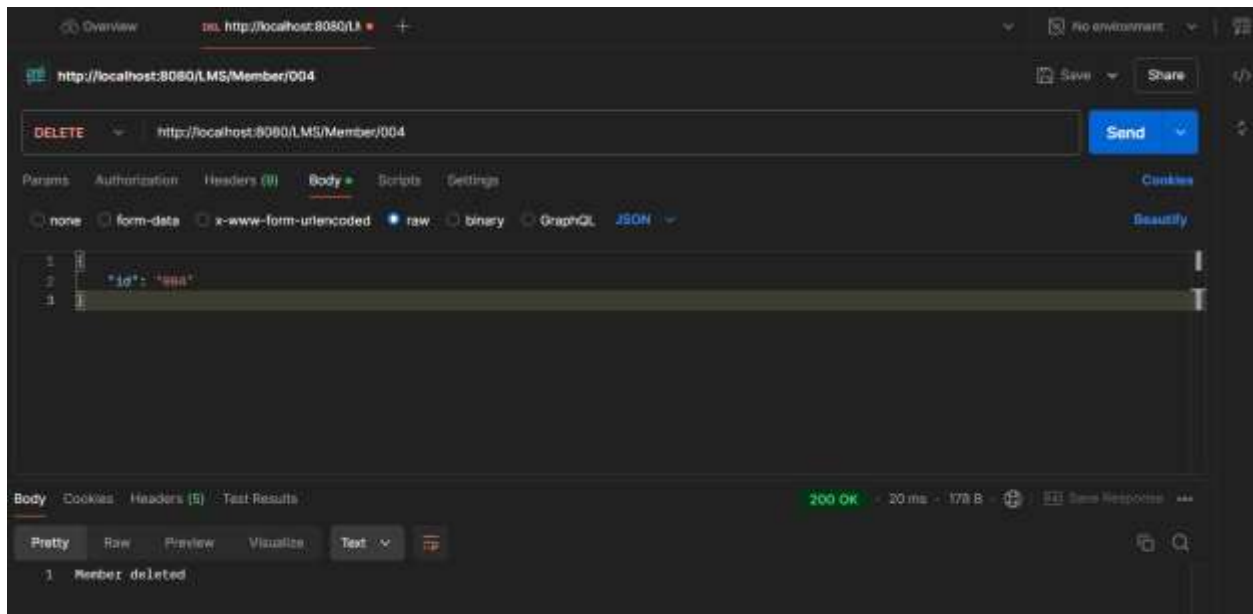 Overview DEL http://localhost:8080/LM No environment
http://localhost:8080/LMS/Member/004 Save Share
DELETE http://localhost:8080/LMS/Member/004 Send
Params Authorization Headers (9) Body Scripts Settings Cookies
none form-data x-www-form-urlencoded raw binary GraphQL JSON Beautify
1 {
2 "id": "004"
3 }
Body Cookies Headers (5) Test Results 200 OK 20 ms 178 B Save Response
Pretty Raw Preview Visualize Text
1 Member deleted